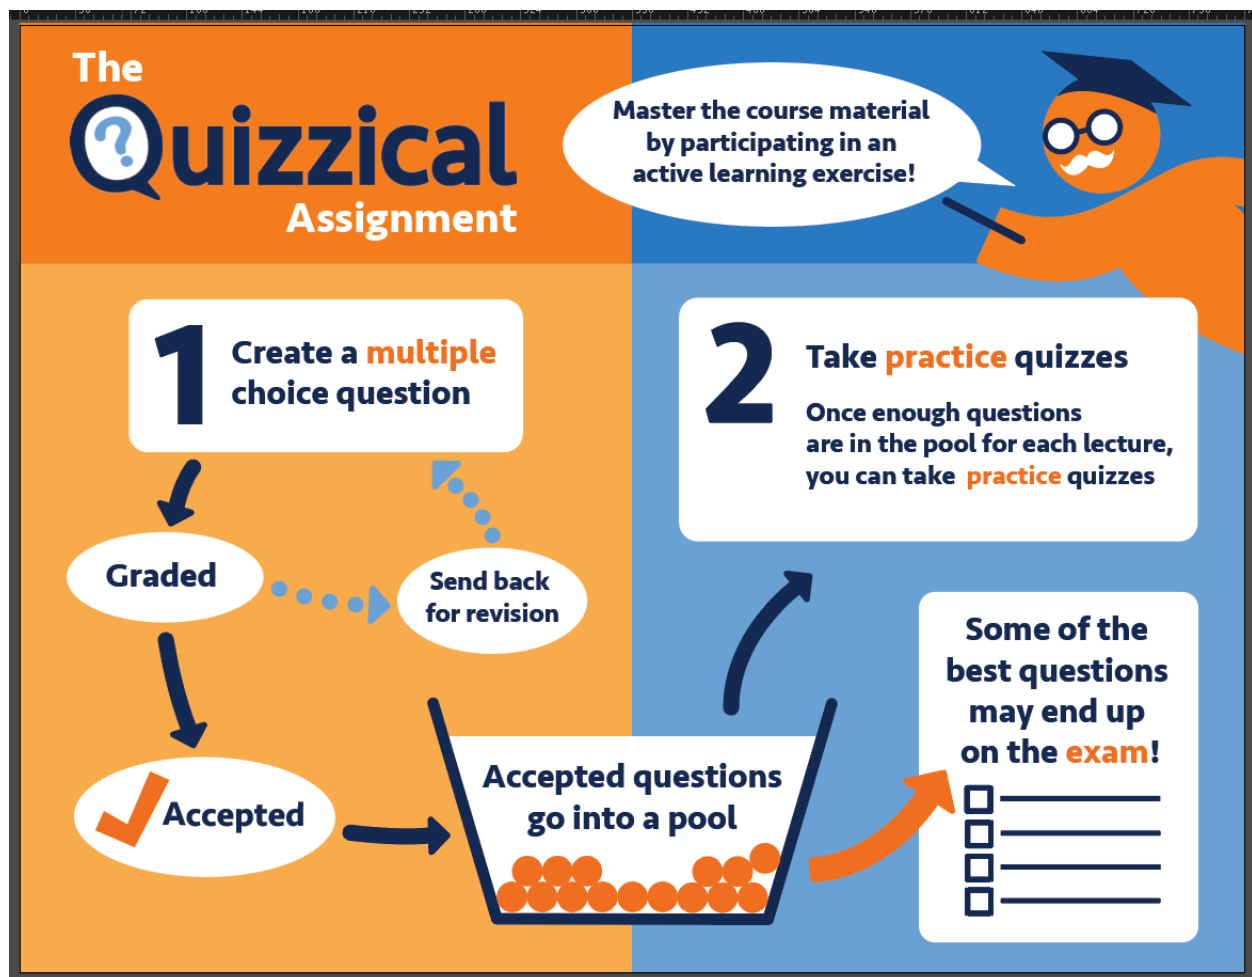 The
Quizzical
Assignment
Master the course material
by participating in an
active learning exercise!
1
Create a multiple
choice question
Graded
Send back
for revision
Accepted
Accepted questions
go into a pool
2
Take practice quizzes
Once enough questions
are in the pool for each lecture,
you can take practice quizzes
Some of the
best questions
may end up
on the exam!